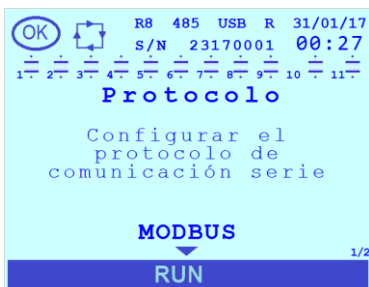 OK R8 485 USB R 31/01/17
S/N 23170001 00:27
1 2 3 4 5 6 7 8 9 10 11
Protocolo
Configurar el
protocolo de
comunicación serie
MODBUS
1/2
RUN